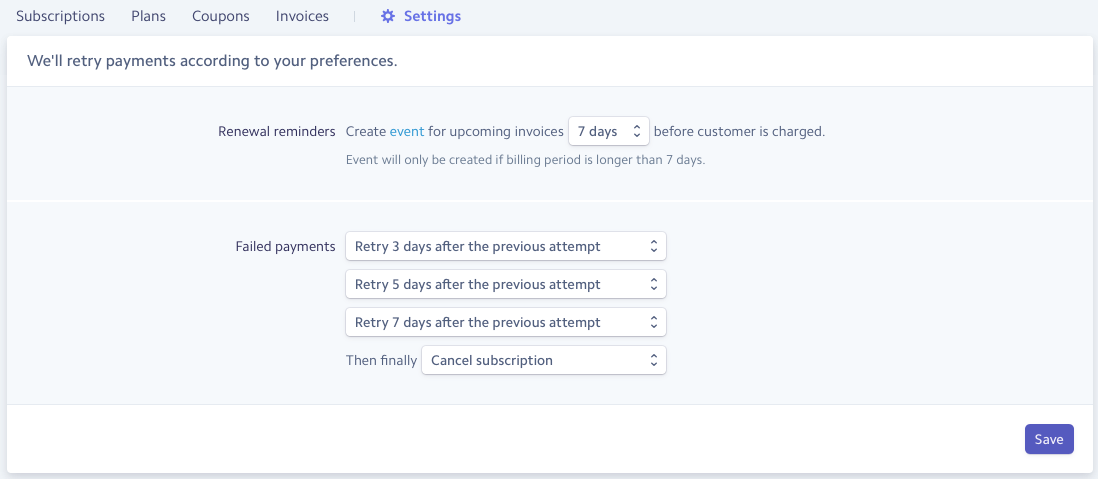 Subscriptions Plans Coupons Invoices Settings
We'll retry payments according to your preferences.
Renewal reminders Create event for upcoming invoices 7 days before customer is charged.
Event will only be created if billing period is longer than 7 days.
Failed payments Retry 3 days after the previous attempt
Retry 5 days after the previous attempt
Retry 7 days after the previous attempt
Then finally Cancel subscription
Save